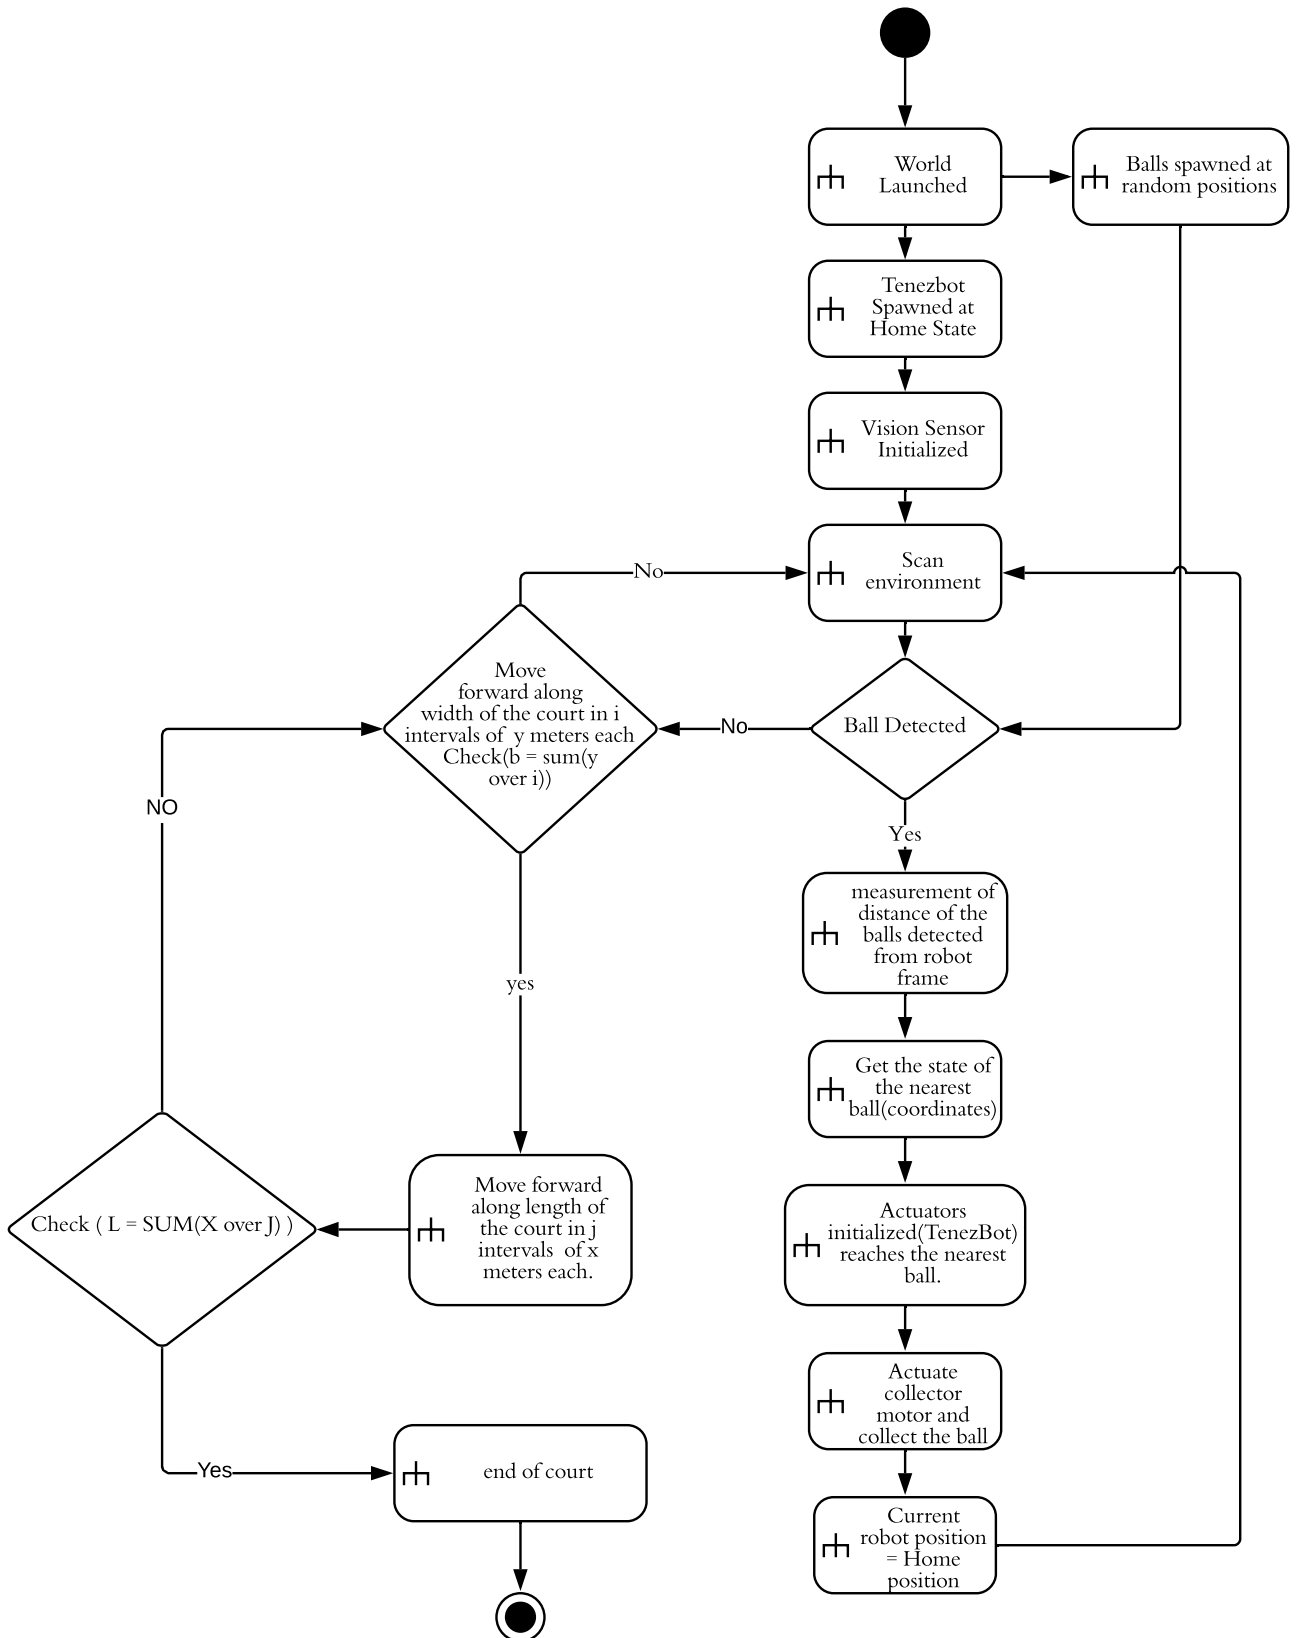 World
Launched
Balls spawned at
random positions
Tenezbot
Spawned at
Home State
Vision Sensor
Initialized
Scan
environment
No
Move
forward along
width of the court in i
intervals of  y meters each
Check(b = sum(y
over i))
No
Ball Detected
NO
Yes
measurement of
distance of the
balls detected
from robot
frame
yes
Get the state of
the nearest
ball(coordinates)
Move forward
along length of
the court in j
intervals  of x
meters each.
Check ( L = SUM(X over J) )
Actuators
initialized(TenezBot)
reaches the nearest
ball.
Actuate
collector
motor and
collect the ball
Yes
end of court
Current
robot position
= Home
position